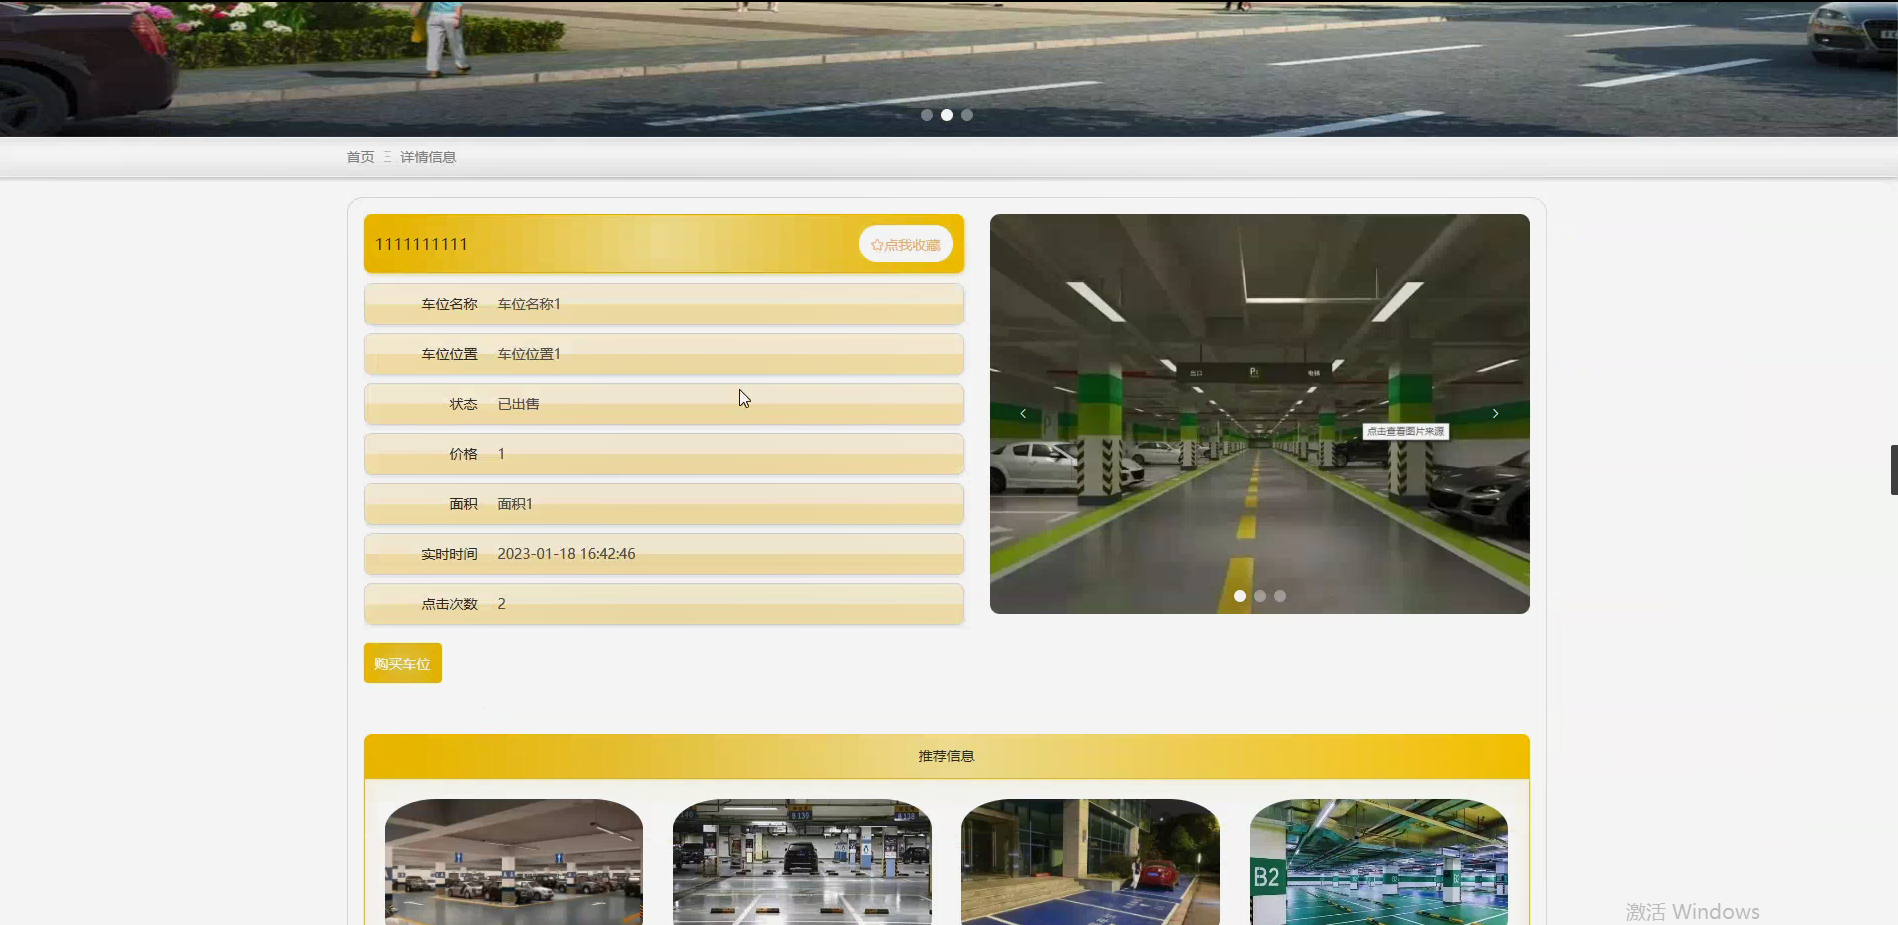 首页 Ξ 详情信息
1111111111
☆点我收藏
车位名称 车位名称1
车位位置 车位位置1
状态 已出售
价格 1
面积 面积1
实时时间 2023-01-18 16:42:46
点击次数 2
出口 P 电梯
点击查看图片来源
购买车位
推荐信息
B2
激活 Windows